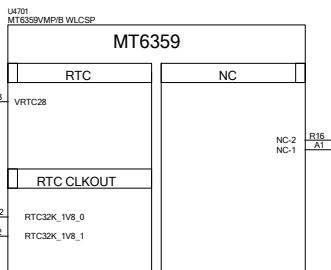 U4701
MT6359VMP/B WLCSP
MT6359
RTC
NC
VRTC28
NC-2 R16
NC-1 A1
RTC CLKOUT
RTC32K_1V8_0
RTC32K_1V8_1